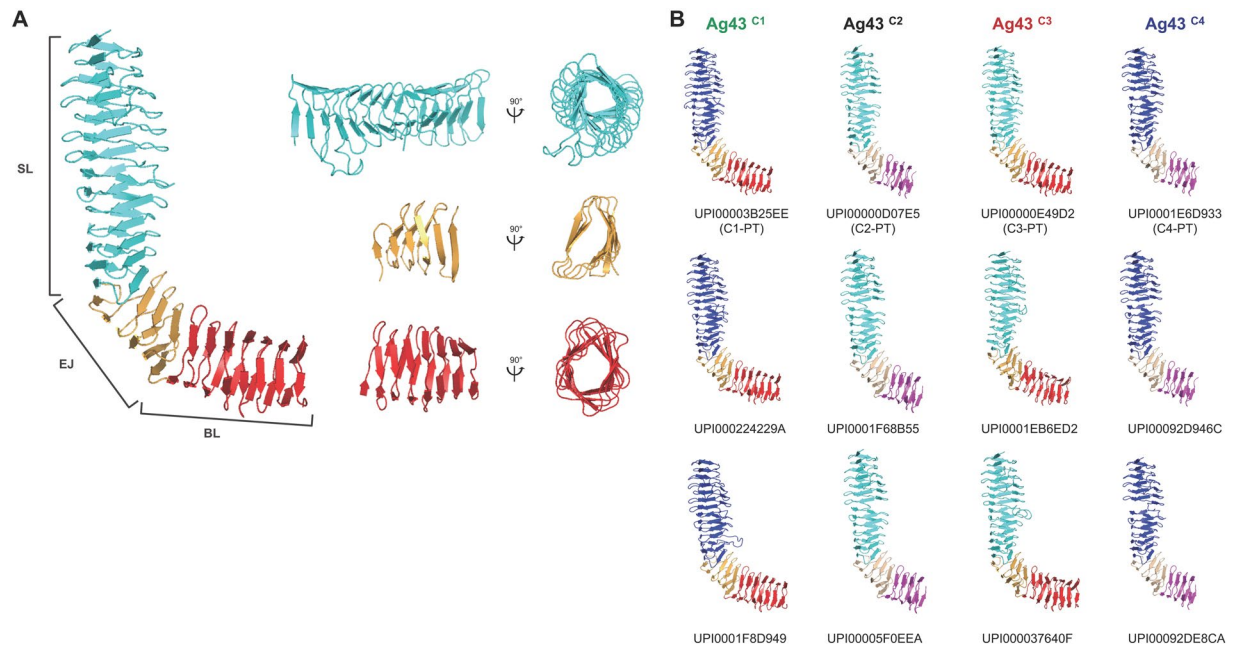 A
SL
EJ
BL
90°
90°
90°
B
Ag43 C1
Ag43 C2
Ag43 C3
Ag43 C4
UPI00003B25EE
(C1-PT)
UPI00000D07E5
(C2-PT)
UPI00000E49D2
(C3-PT)
UPI0001E6D933
(C4-PT)
UPI000224229A
UPI0001F68B55
UPI0001EB6ED2
UPI00092D946C
UPI0001F8D949
UPI00005F0EEA
UPI000037640F
UPI00092DE8CA